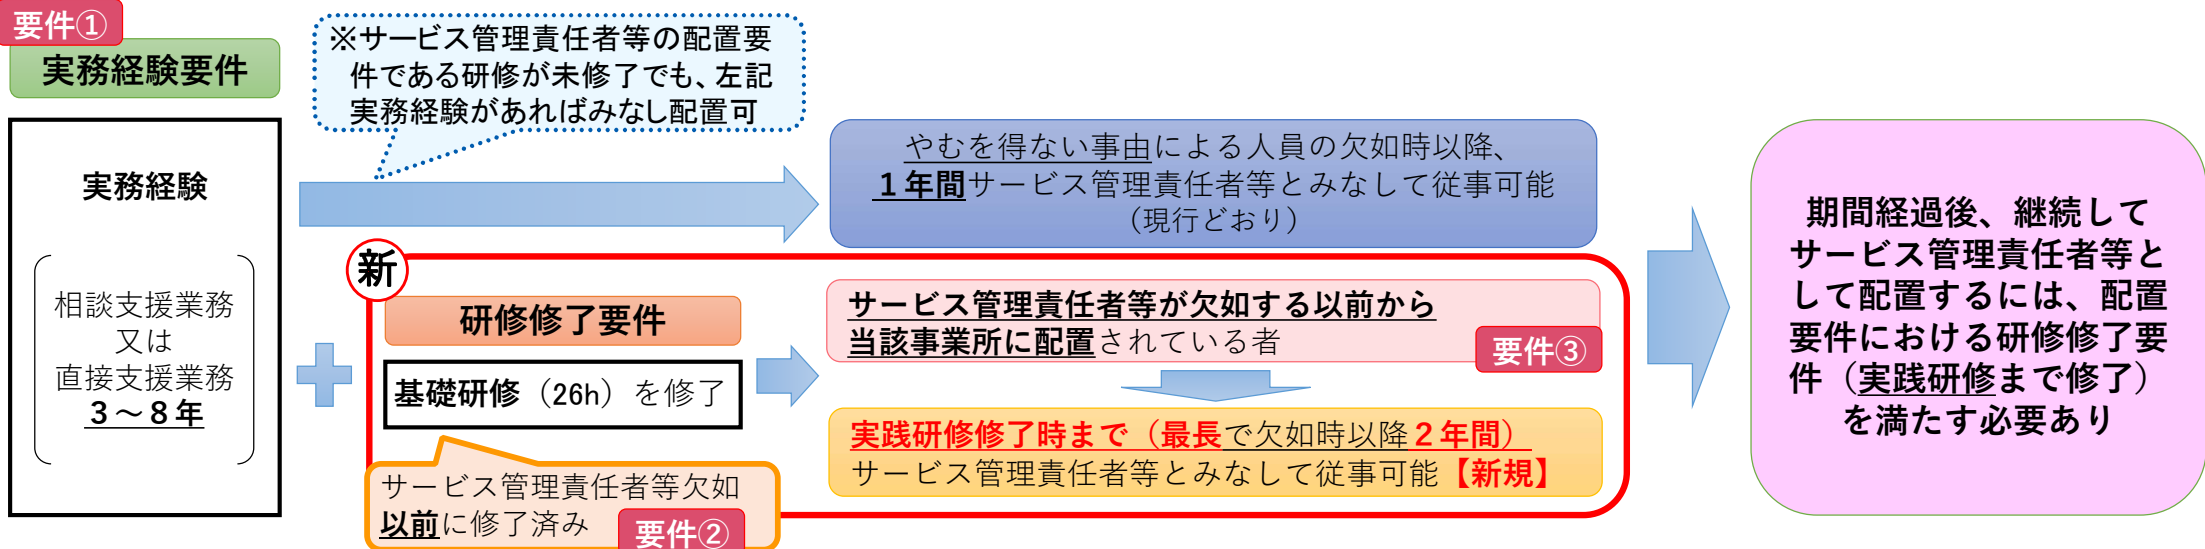 要件①
実務経験要件
※サービス管理責任者等の配置要
件である研修が未修了でも、左記
実務経験があればみなし配置可
実務経験
相談支援業務
又は
直接支援業務
３～８年
やむを得ない事由による人員の欠如時以降、
１年間サービス管理責任者等とみなして従事可能
（現行どおり）
新
研修修了要件
基礎研修（26h）を修了
サービス管理責任者等欠如
以前に修了済み
要件②
サービス管理責任者等が欠如する以前から
当該事業所に配置されている者
要件③
実践研修修了時まで（最長で欠如時以降２年間）
サービス管理責任者等とみなして従事可能【新規】
期間経過後、継続して
サービス管理責任者等と
して配置するには、配置
要件における研修修了要
件（実践研修まで修了）
を満たす必要あり